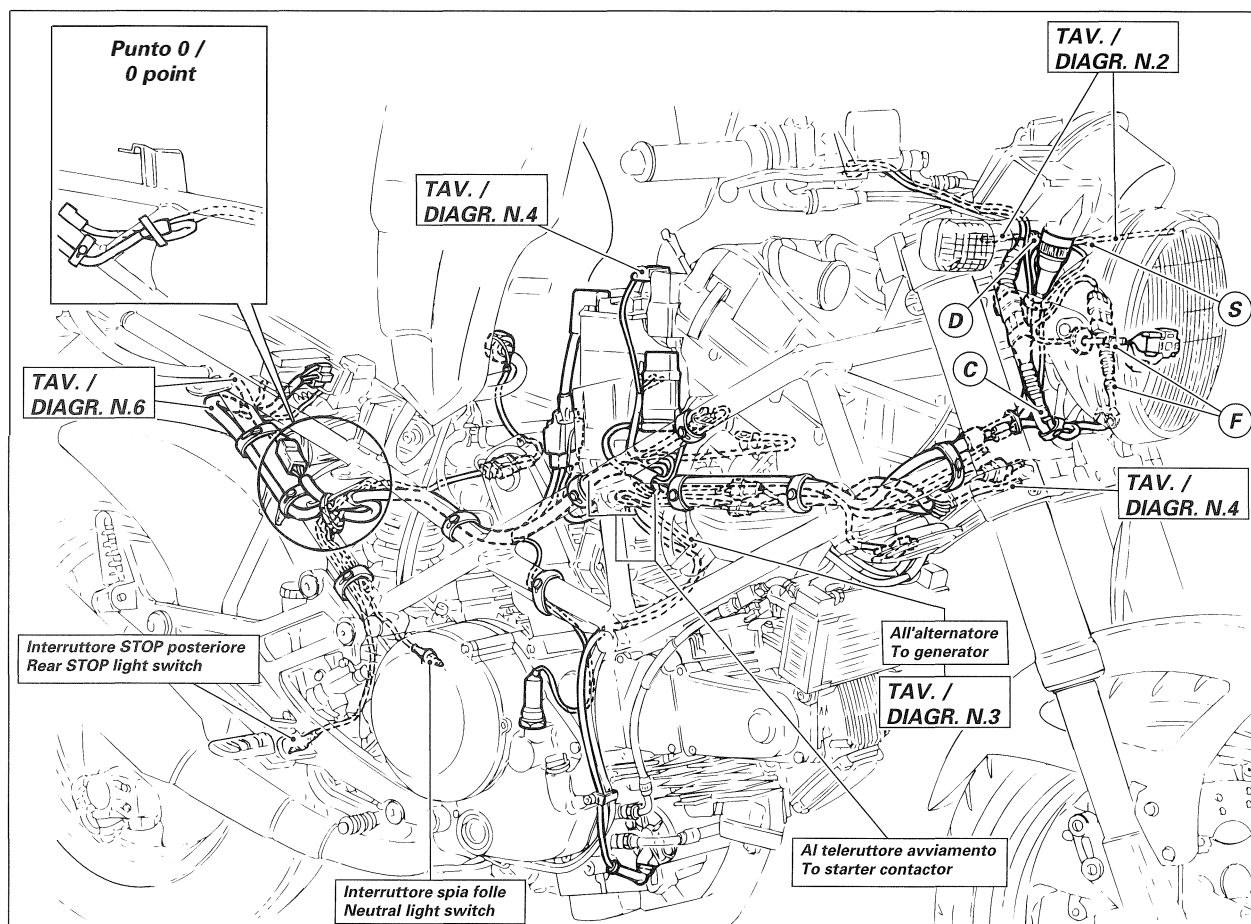 Punto 0 /
0 point
TAV. /
DIAGR. N.2
TAV. /
DIAGR. N.4
D
S
C
F
TAV. /
DIAGR. N.6
TAV. /
DIAGR. N.4
Interruttore STOP posteriore
Rear STOP light switch
All'alternatore
To generator
TAV. /
DIAGR. N.3
Al teleruttore avviamento
To starter contactor
Interruttore spia folle
Neutral light switch